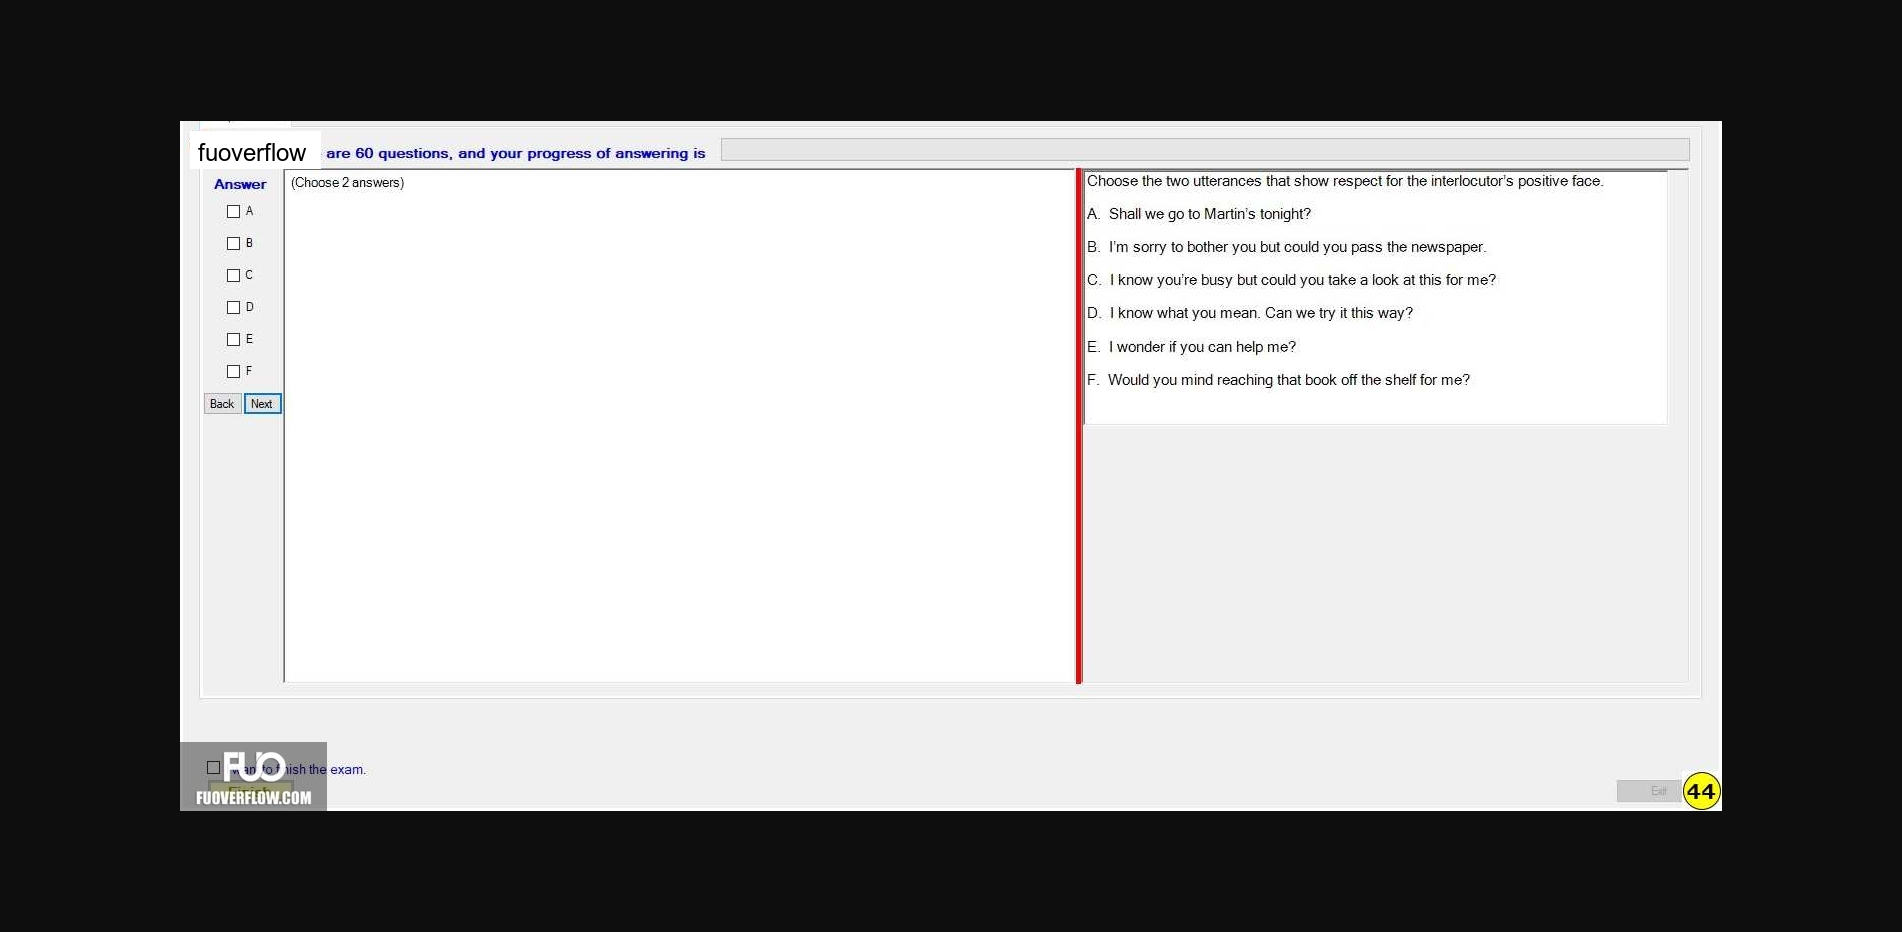 fuoverflow are 60 questions, and your progress of answering is
Answer
A
B
C
D
E
F
Back Next
(Choose 2 answers)
Choose the two utterances that show respect for the interlocutor's positive face.
A. Shall we go to Martin's tonight?
B. I'm sorry to bother you but could you pass the newspaper.
C. I know you're busy but could you take a look at this for me?
D. I know what you mean. Can we try it this way?
E. I wonder if you can help me?
F. Would you mind reaching that book off the shelf for me?
FUO
want to finish the exam.
Finish
FUOVERFLOW.COM
Exit
44